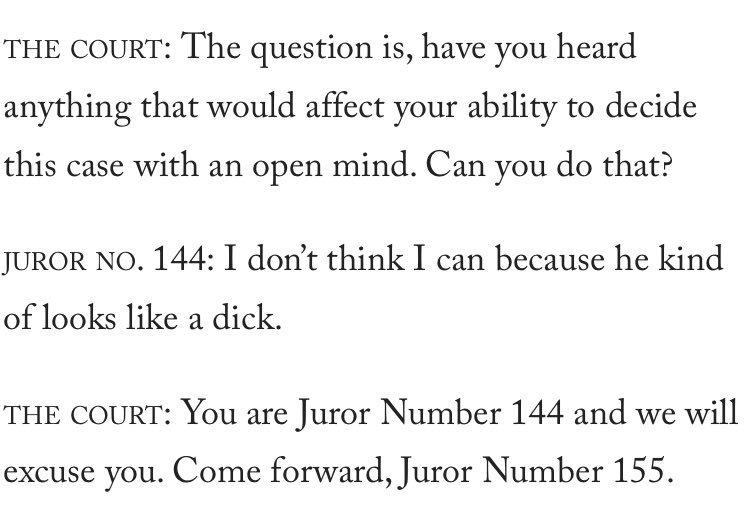 THE COURT: The question is, have you heard
anything that would affect your ability to decide
this case with an open mind. Can you do that?
JUROR NO. 144: I don’t think I can because he kind
of looks like a dick.
THE COURT: You are Juror Number 144 and we will
excuse you. Come forward, Juror Number 155.